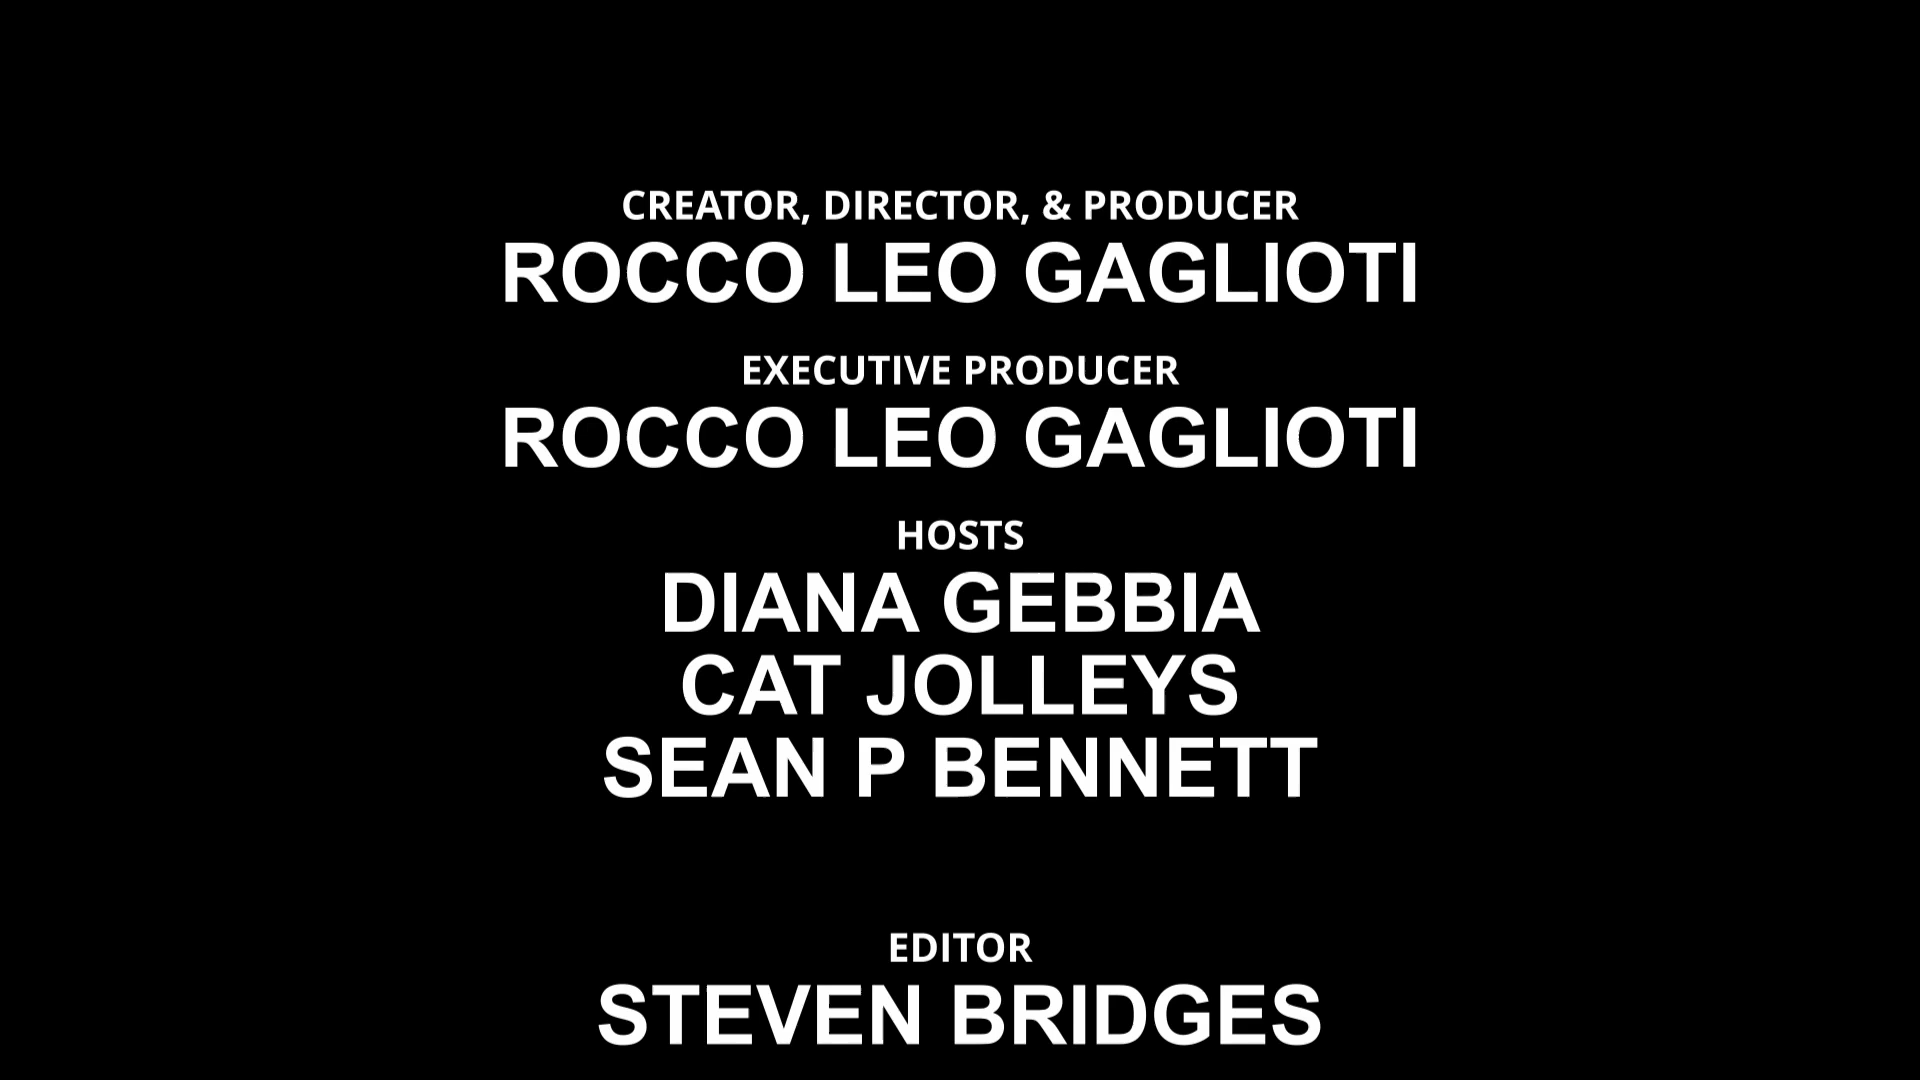 CREATOR, DIRECTOR, & PRODUCER
ROCCO LEO GAGLIOTI
EXECUTIVE PRODUCER
ROCCO LEO GAGLIOTI
HOSTS
DIANA GEBBIA
CAT JOLLEYS
SEAN P BENNETT
EDITOR
STEVEN BRIDGES